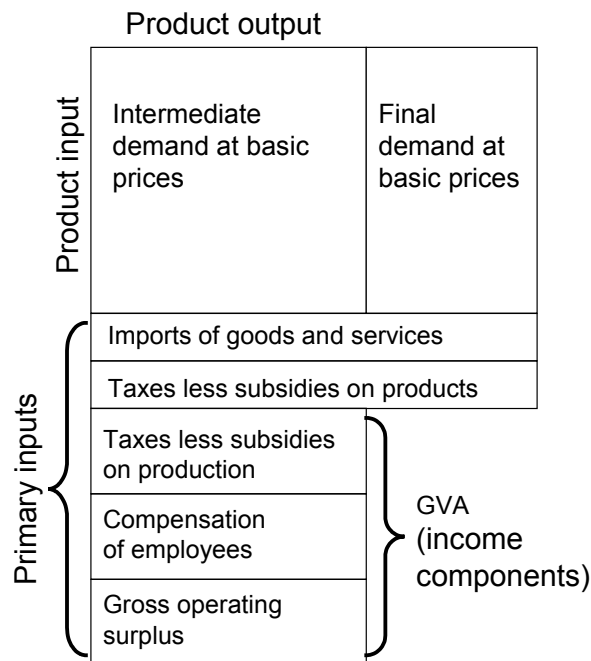 Product output
Product input
Intermediate
demand at basic
prices
Final
demand at
basic prices
Imports of goods and services
Taxes less subsidies on products
Primary inputs
Taxes less subsidies
on production
Compensation
of employees
Gross operating
surplus
GVA
(income
components)